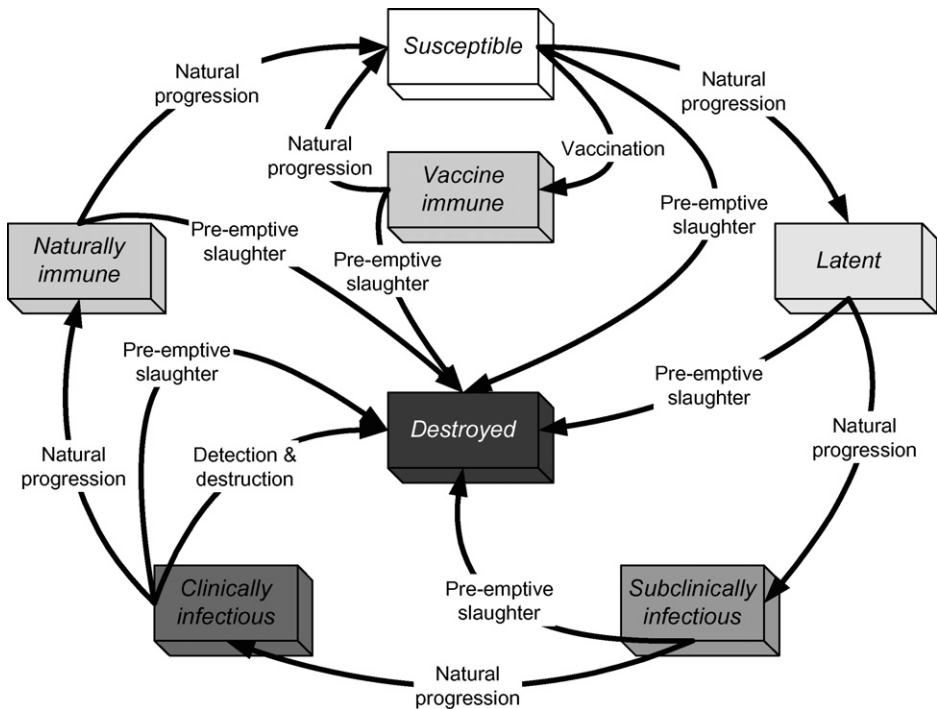 Susceptible
Natural
progression
Natural
progression
Natural
progression
Vaccination
Vaccine
immune
Pre-emptive
slaughter
Naturally
immune
Pre-emptive
slaughter
Pre-emptive
slaughter
Latent
Pre-emptive
slaughter
Pre-emptive
slaughter
Destroyed
Natural
progression
Detection &
destruction
Natural
progression
Clinically
infectious
Pre-emptive
slaughter
Subclinically
infectious
Natural
progression